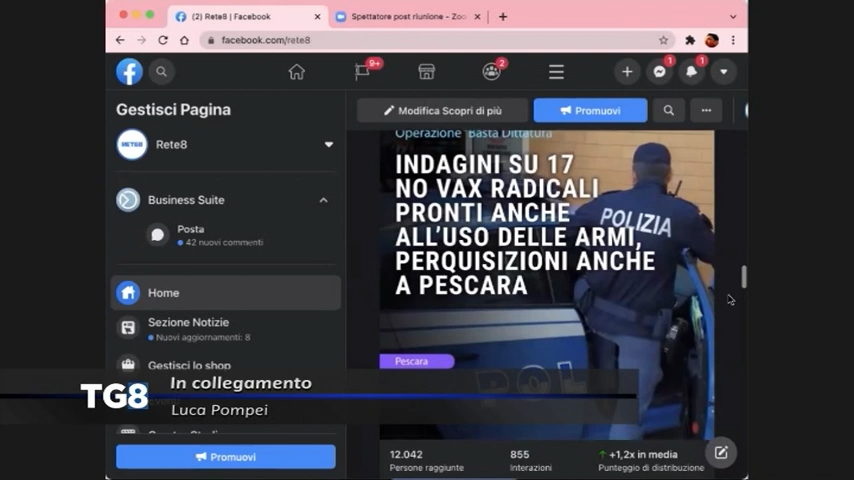 (2) Rete8 | Facebook
Spettatore post riunione - Zoo
facebook.com/rete8
9+
2
1
1
Gestisci Pagina
RETE8
Rete8
Business Suite
Posta
42 nuovi commenti
Home
Sezione Notizie
Nuovi aggiornamenti: 8
Gestisci lo shop
Promuovi
Modifica Scopri di più
Promuovi
Operazione 'Basta Dittatura'
INDAGINI SU 17
NO VAX RADICALI
PRONTI ANCHE
ALL'USO DELLE ARMI,
PERQUISIZIONI ANCHE
A PESCARA
POLIZIA
Pescara
12.042
Persone raggiunte
855
Interazioni
+1,2x in media
Punteggio di distribuzione
TG8
In collegamento
Luca Pompei